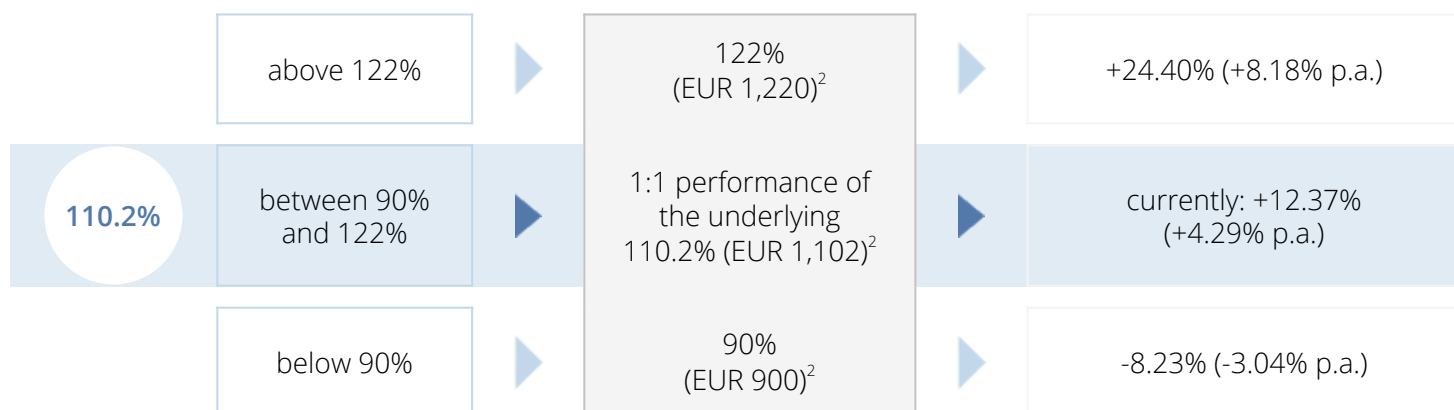 above 122%
122%
(EUR 1,220)²
+24.40% (+8.18% p.a.)
110.2%
between 90%
and 122%
1:1 performance of
the underlying
110.2% (EUR 1,102)²
currently: +12.37%
(+4.29% p.a.)
below 90%
90%
(EUR 900)²
-8.23% (-3.04% p.a.)